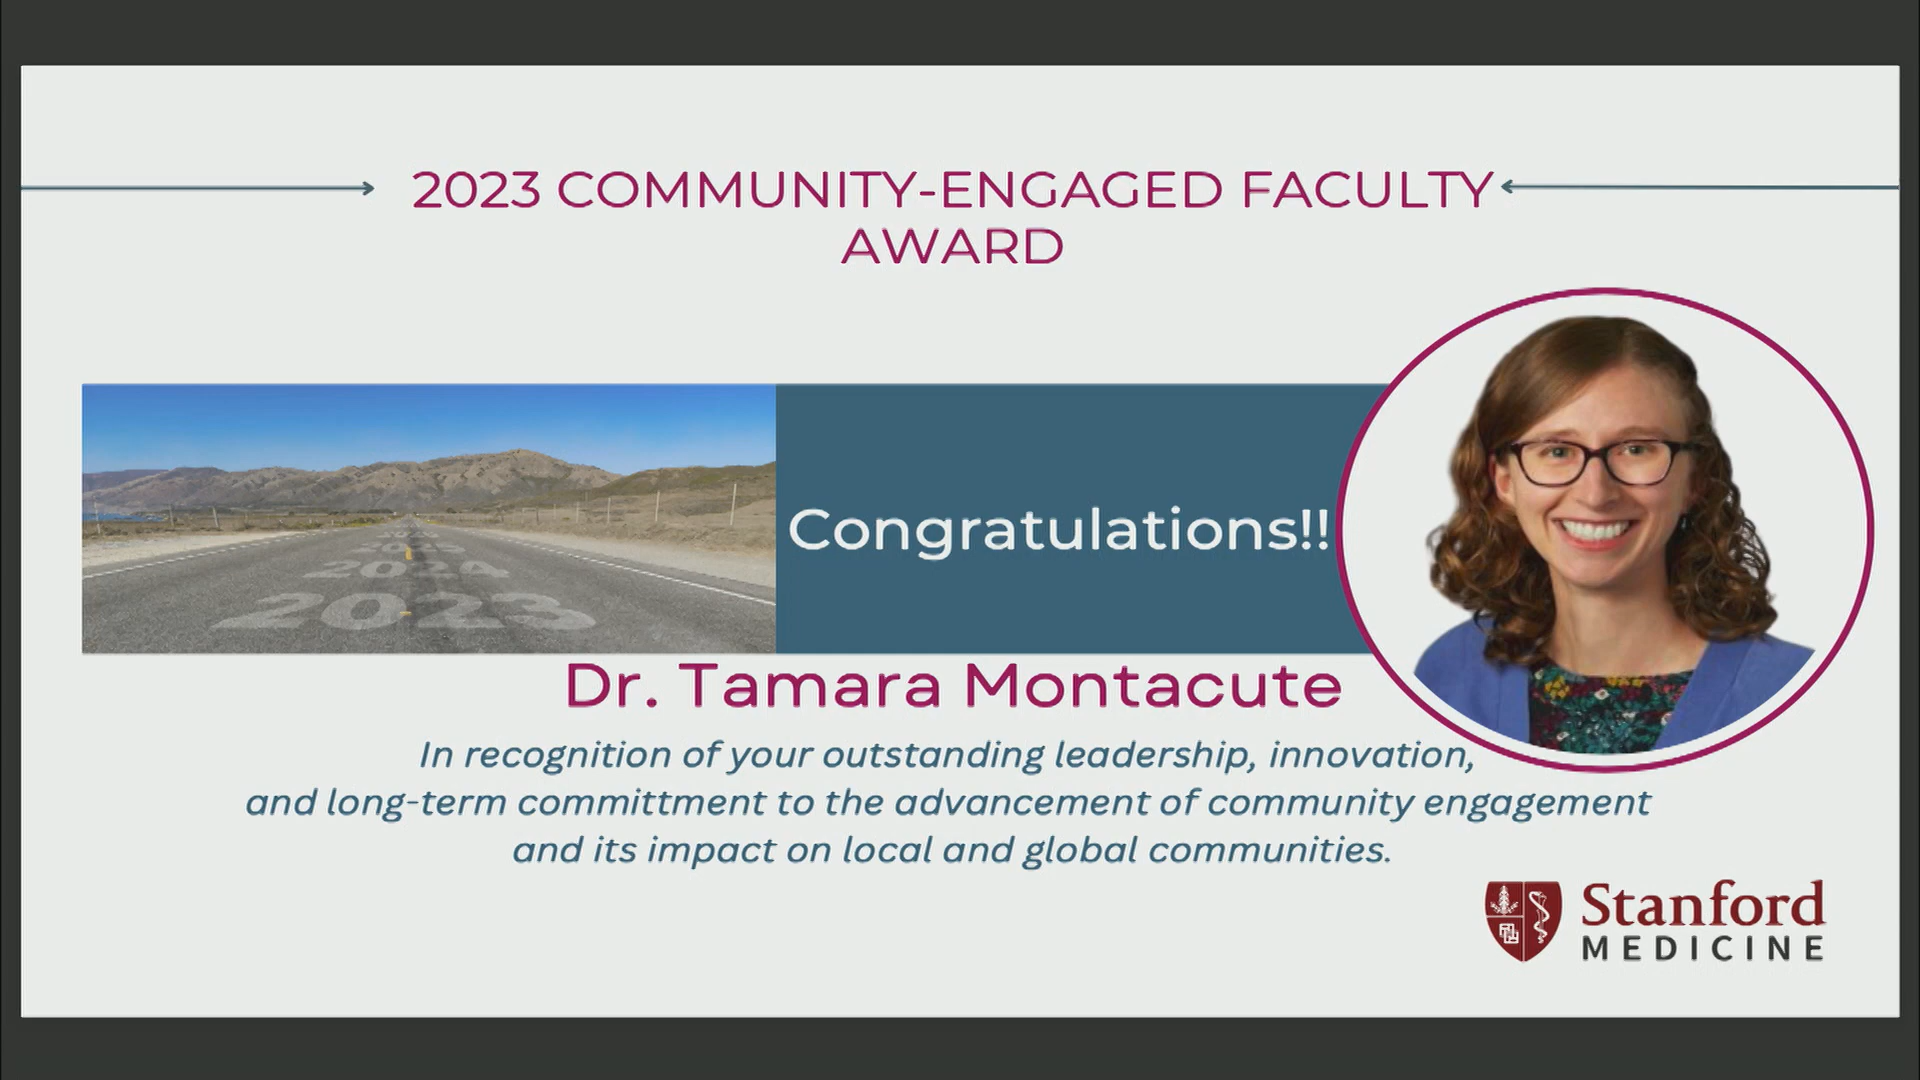 2023 COMMUNITY-ENGAGED FACULTY
AWARD
Congratulations!!
2024
2023
Dr. Tamara Montacute
In recognition of your outstanding leadership, innovation,
and long-term committment to the advancement of community engagement
and its impact on local and global communities.
Stanford
MEDICINE